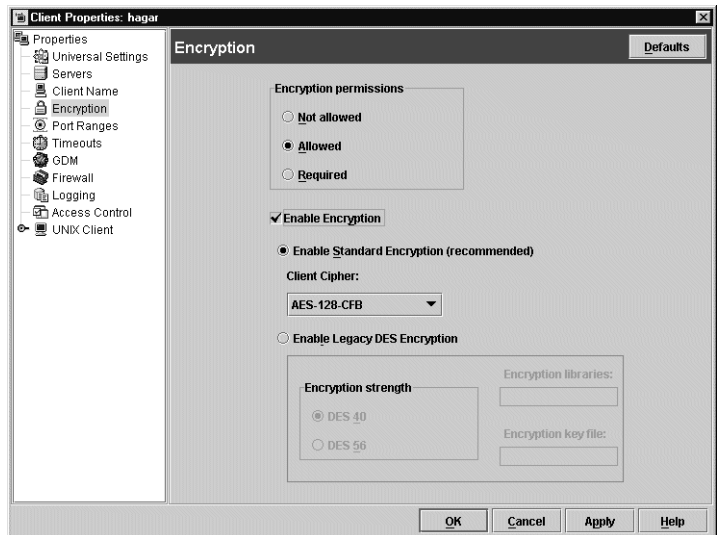 Client Properties: hagar
Properties
Universal Settings
Servers
Client Name
Encryption
Port Ranges
Timeouts
GDM
Firewall
Logging
Access Control
UNIX Client
Encryption
Defaults
Encryption permissions
Not allowed
Allowed
Required
Enable Encryption
Enable Standard Encryption (recommended)
Client Cipher:
AES-128-CFB
Enable Legacy DES Encryption
Encryption strength
DES 40
DES 56
Encryption libraries:
Encryption key file:
OK
Cancel
Apply
Help